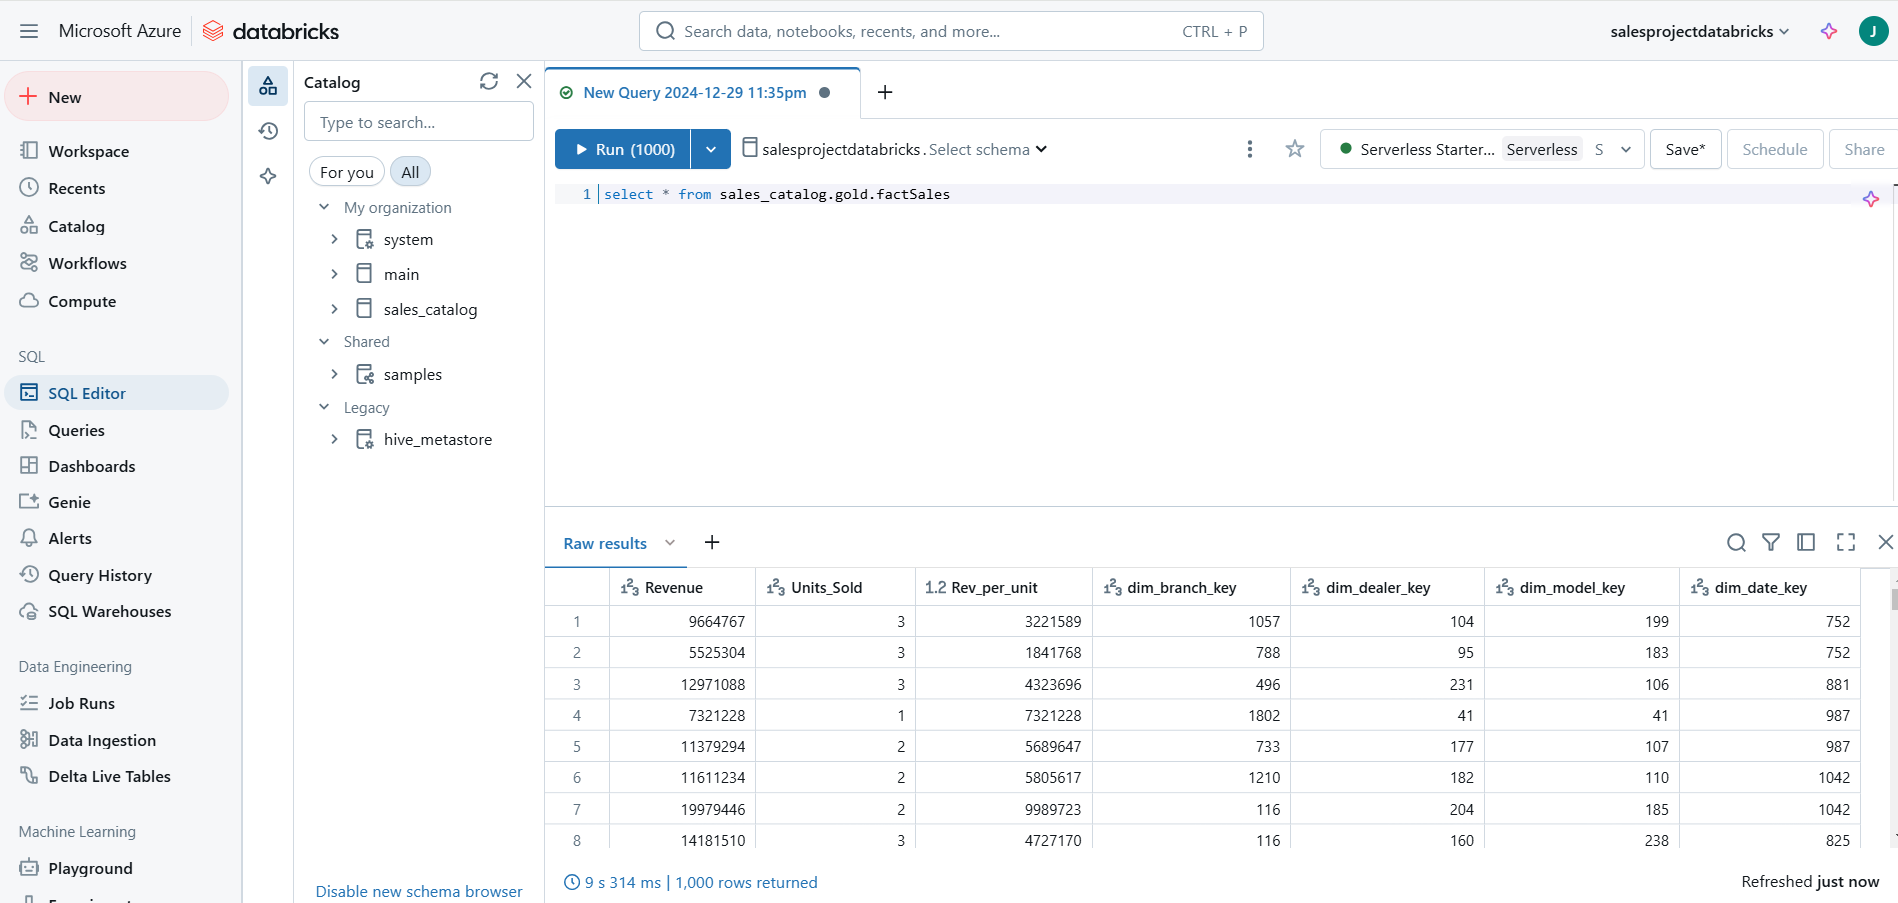 Microsoft Azure databricks
Search data, notebooks, recents, and more... CTRL + P
salesprojectdatabricks
J
New
Workspace
Recents
Catalog
Workflows
Compute
SQL
SQL Editor
Queries
Dashboards
Genie
Alerts
Query History
SQL Warehouses
Data Engineering
Job Runs
Data Ingestion
Delta Live Tables
Machine Learning
Playground
Catalog
Type to search...
For you All
My organization
system
main
sales_catalog
Shared
samples
Legacy
hive_metastore
Disable new schema browser
New Query 2024-12-29 11:35pm
Run (1000) salesprojectdatabricks . Select schema Serverless Starter... Serverless S Save* Schedule Share
1 select * from sales_catalog.gold.factSales
Raw results
Revenue Units_Sold 1.2 Rev_per_unit dim_branch_key dim_dealer_key dim_model_key dim_date_key
1 9664767 3 3221589 1057 104 199 752
2 5525304 3 1841768 788 95 183 752
3 12971088 3 4323696 496 231 106 881
4 7321228 1 7321228 1802 41 41 987
5 11379294 2 5689647 733 177 107 987
6 11611234 2 5805617 1210 182 110 1042
7 19979446 2 9989723 116 204 185 1042
8 14181510 3 4727170 116 160 238 825
9 s 314 ms | 1,000 rows returned
Refreshed just now